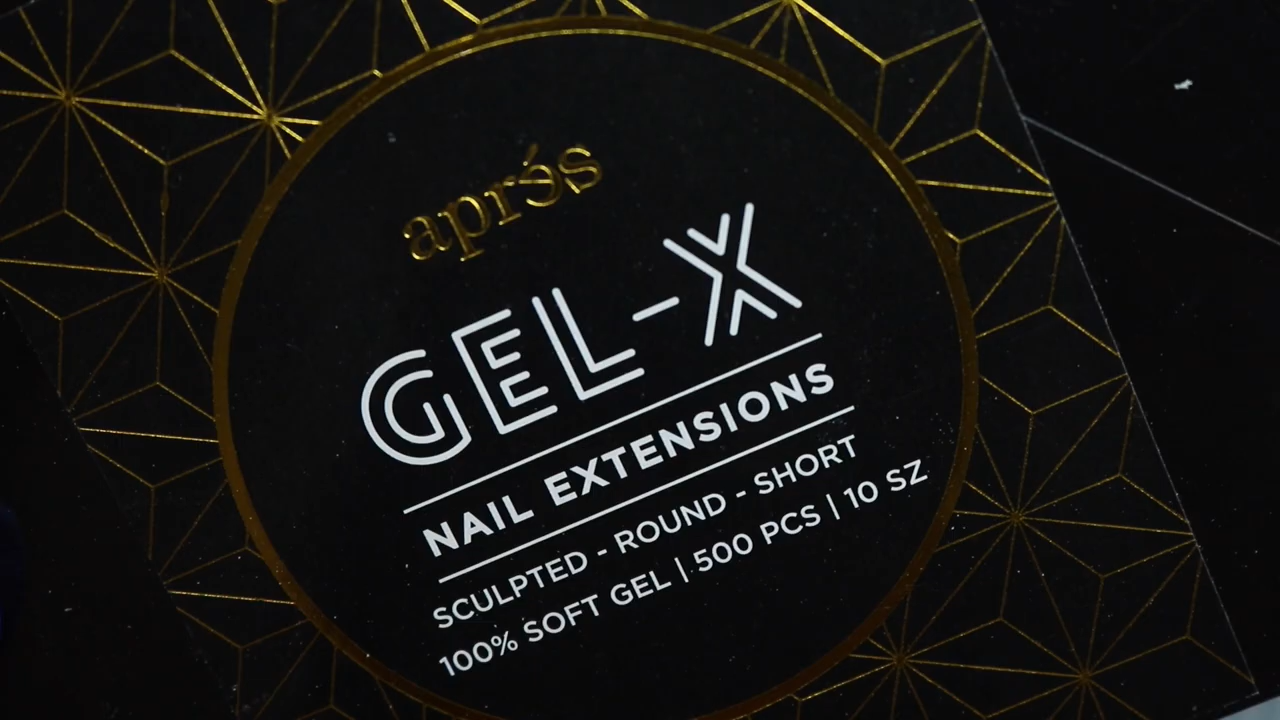 aprés
GEL-X
NAIL EXTENSIONS
SCULPTED - ROUND - SHORT
100% SOFT GEL | 500 PCS | 10 SZ